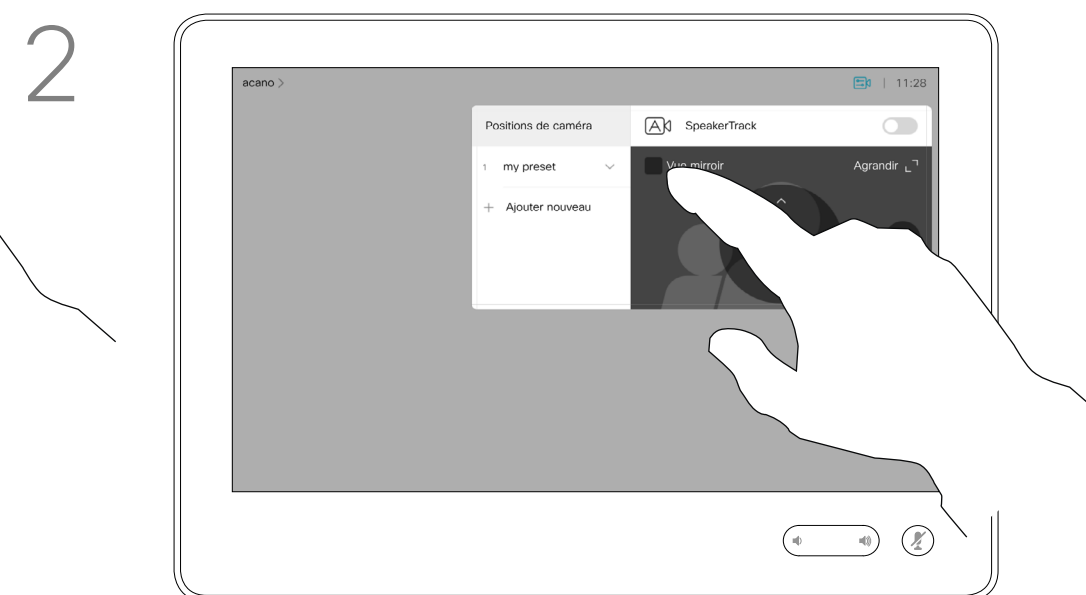 2
acano >
11:28
Positions de caméra
SpeakerTrack
1 my preset
Vue mirroir
Agrandir
+ Ajouter nouveau